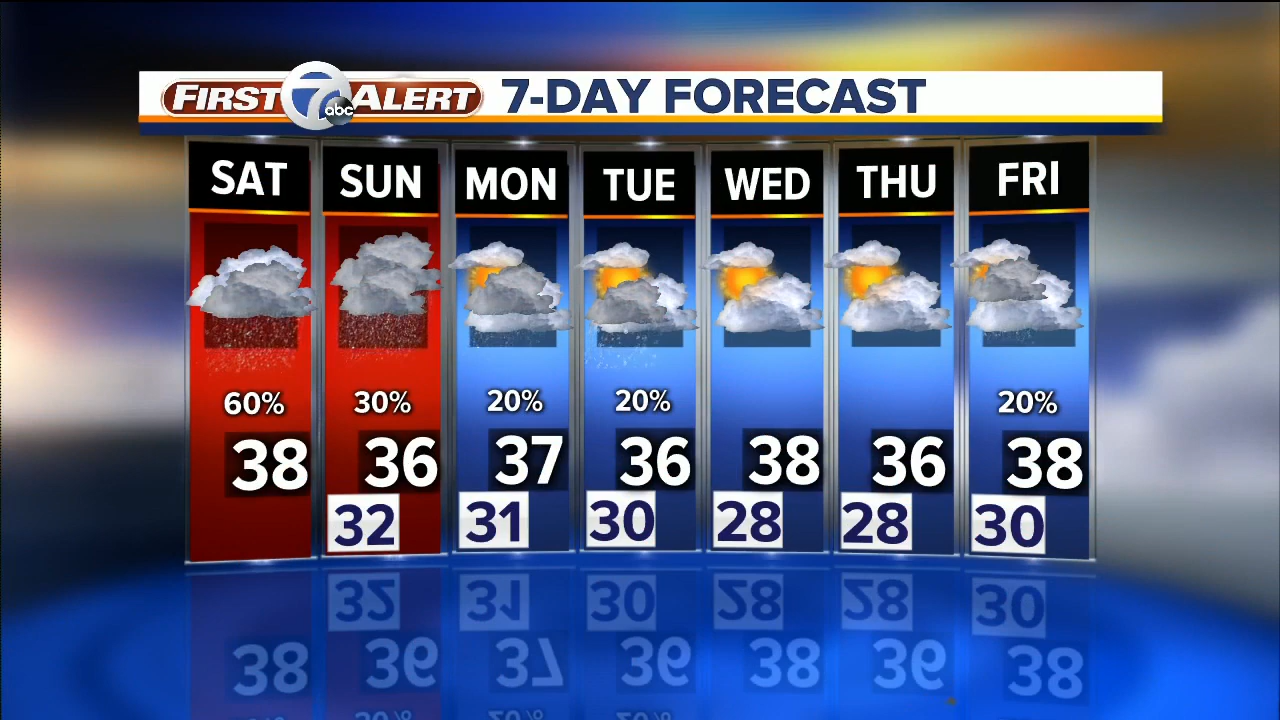 FIRST 7 abc ALERT 7-DAY FORECAST
SAT SUN MON TUE WED THU FRI
60% 30% 20% 20% 20%
38 36 37 36 38 36 38
32 31 30 28 28 30